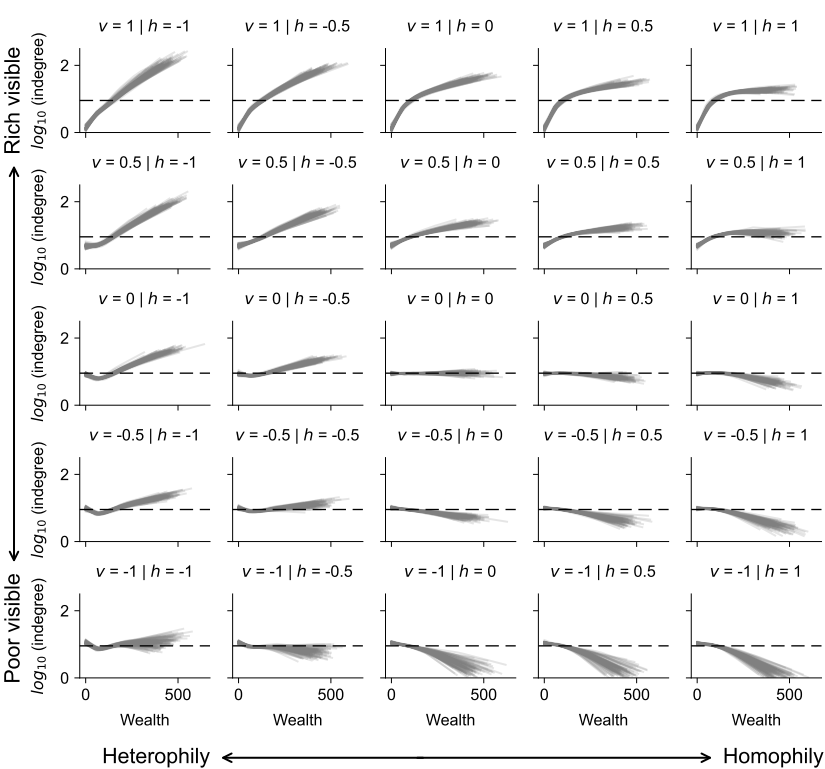 v = 1 | h = -1
v = 1 | h = -0.5
v = 1 | h = 0
v = 1 | h = 0.5
v = 1 | h = 1
Rich visible
log10 (indegree)
2
0
v = 0.5 | h = -1
v = 0.5 | h = -0.5
v = 0.5 | h = 0
v = 0.5 | h = 0.5
v = 0.5 | h = 1
log10 (indegree)
2
0
v = 0 | h = -1
v = 0 | h = -0.5
v = 0 | h = 0
v = 0 | h = 0.5
v = 0 | h = 1
log10 (indegree)
2
0
v = -0.5 | h = -1
v = -0.5 | h = -0.5
v = -0.5 | h = 0
v = -0.5 | h = 0.5
v = -0.5 | h = 1
log10 (indegree)
2
0
v = -1 | h = -1
v = -1 | h = -0.5
v = -1 | h = 0
v = -1 | h = 0.5
v = -1 | h = 1
Poor visible
log10 (indegree)
2
0
0 500
0 500
0 500
0 500
0 500
Wealth
Wealth
Wealth
Wealth
Wealth
Heterophily
Homophily